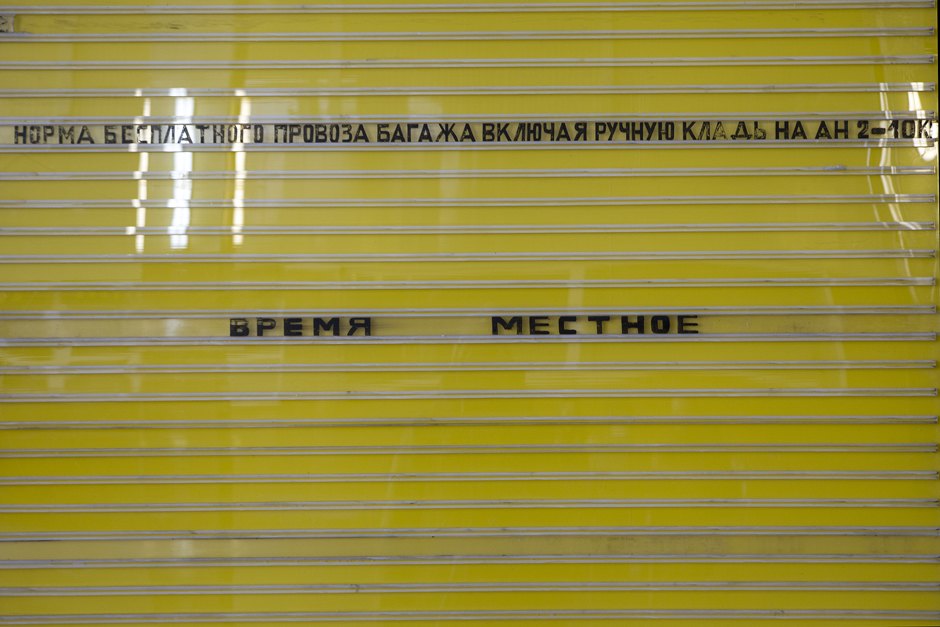 НОРМА БЕСПЛАТНОГО ПРОВОЗА БАГАЖА ВКЛЮЧАЯ РУЧНУЮ КЛАДЬ НА АН 2-10К
ВРЕМЯ МЕСТНОЕ